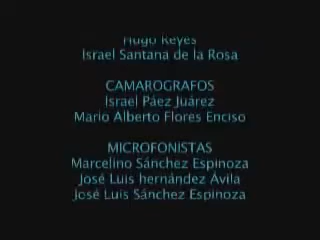 Hugo Reyes
Israel Santana de la Rosa
CAMAROGRAFOS
Israel Páez Juárez
Mario Alberto Flores Enciso
MICROFONISTAS
Marcelino Sánchez Espinoza
José Luis hernández Ávila
José Luis Sánchez Espinoza